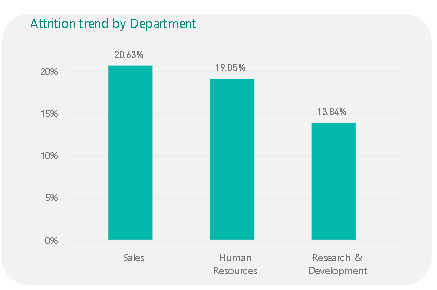 Attrition trend by Department
20.63%
19.05%
20%
15%
13.84%
10%
5%
0%
Sales
Human
Resources
Research &
Development